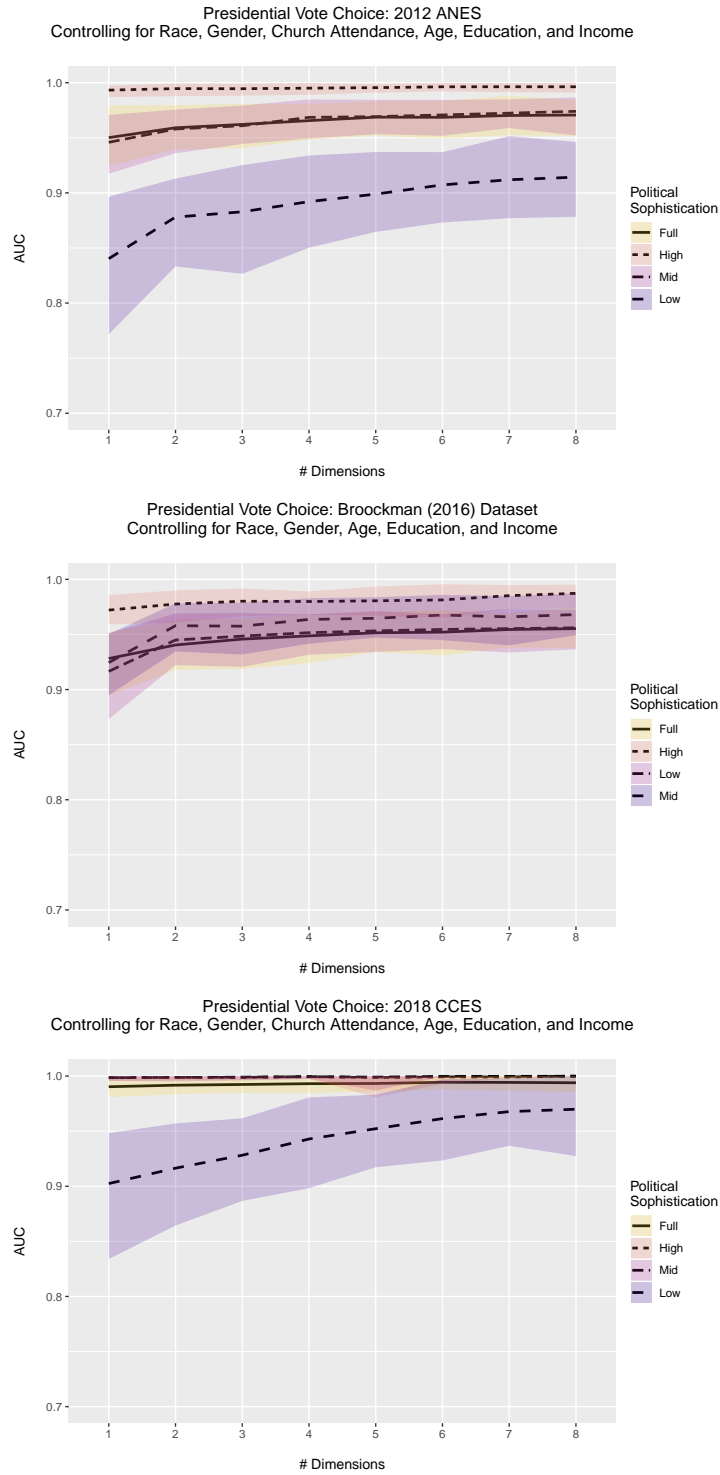 Presidential Vote Choice: 2012 ANES
Controlling for Race, Gender, Church Attendance, Age, Education, and Income
1.0
0.9
0.8
0.7
AUC
1 2 3 4 5 6 7 8
# Dimensions
Political
Sophistication
Full
High
Mid
Low
Presidential Vote Choice: Broockman (2016) Dataset
Controlling for Race, Gender, Age, Education, and Income
1.0
0.9
0.8
0.7
AUC
1 2 3 4 5 6 7 8
# Dimensions
Political
Sophistication
Full
High
Low
Mid
Presidential Vote Choice: 2018 CCES
Controlling for Race, Gender, Church Attendance, Age, Education, and Income
1.0
0.9
0.8
0.7
AUC
1 2 3 4 5 6 7 8
# Dimensions
Political
Sophistication
Full
High
Mid
Low